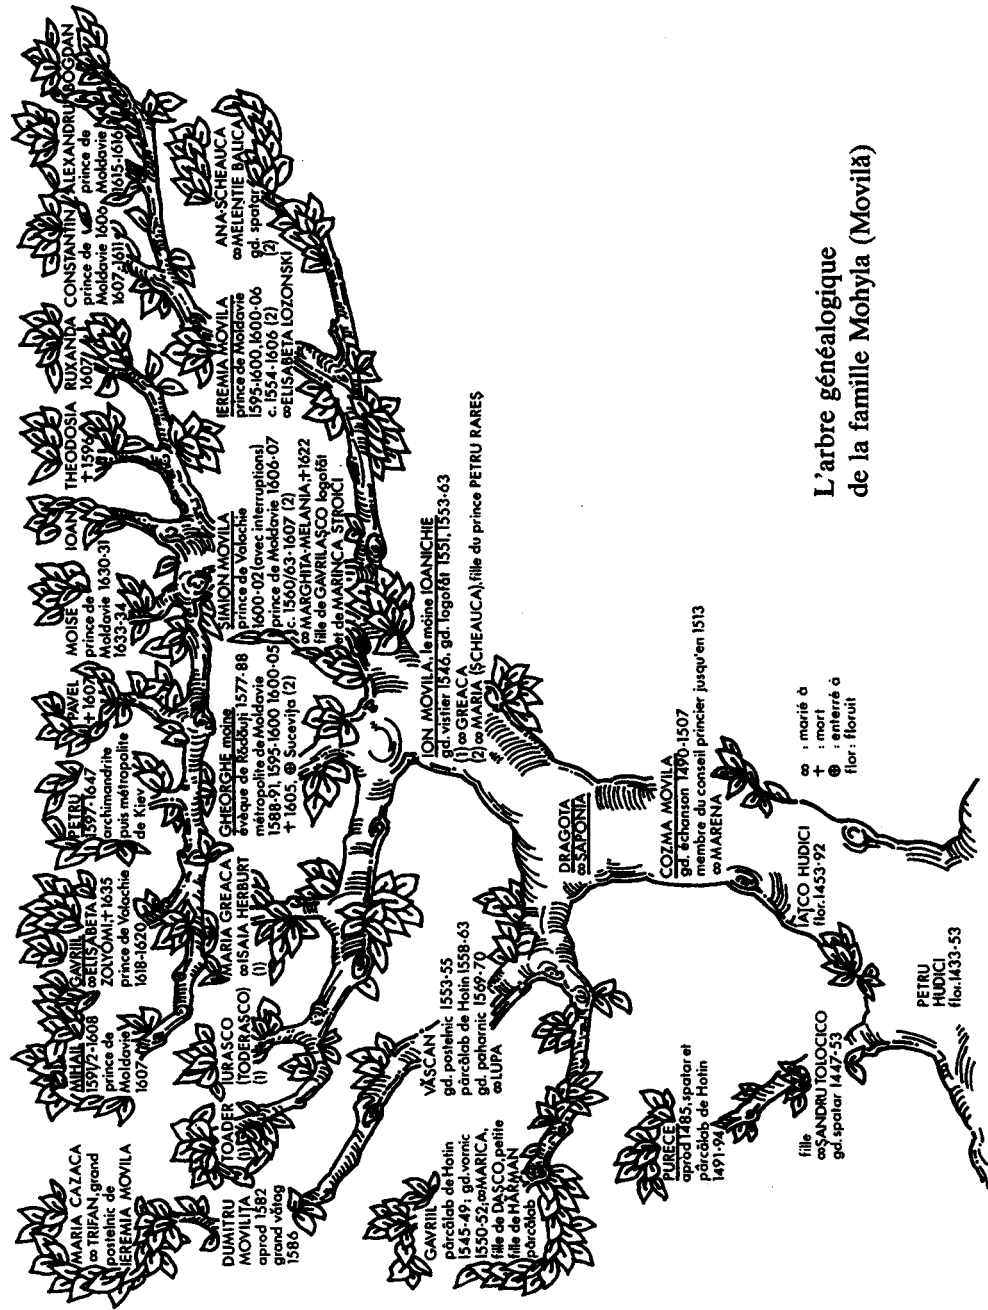 MARIA CAZACA
∞ TRIFAN, grand
postelnic de
IEREMIA MOVILA
MIHAIL
1591/2-1608
prince de
Moldavie
1607
GAVRIIL
∞ELISABETA
ZOLYOMI;†1635
prince de Valachie
1618-1620
PETRU
1597-1647
archimandrite
puis métropolite
de Kiev
PAVEL
†1607
MOISE
prince de
Moldavie 1630-31
1633-34
IOAN
THEODOSIA
†1596
RUXANDA
1607
CONSTANTIN
prince de
Moldavie
1607-1611
ALEXANDRU
prince de
Moldavie
1615-1616
BOGDAN
1606
DUMITRU
MOVILIȚA
aprod 1582
grand vătag
1586
TOADER
(1)
IURASCO
(TODERASCO)
(1)
MARIA GREACA
∞ISAIA HERBURT
(1)
GHEORGHE moine
évêque de Rădăuji 1577-88
métropolite de Moldavie
1588-91, 1595-1600 1600-05
†1605, ⊕ Sucevița (2)
SIMION MOVILA
prince de Valachie
1600-02 (avec interruptions)
prince de Moldavie 1606-07
c. 1560/63-1607 (2)
∞MARGHITA-MELANIA,†1622
fille de GAVRILASCO logofăt
et de MARINCA STROICI
IEREMIA MOVILA
prince de Moldavie
1595-1600, 1600-06
c. 1554-1606 (2)
∞ELISABETA LOZONSKI
ANA-SCHEAUCA
∞MELENTIE BALICA
gd. spatar
(2)
GAVRIIL
pârcălab de Hotin
1545-49, gd. vornic
1550-52; ∞MARICA,
fille de DASCO, petite
fille de HÂRMAN
pârcălab
VĂSCAN
gd. postelnic 1553-55
pârcălab de Hotin 1558-63
gd. paharnic 1569-70
∞LUPA
ION MOVILA, le moine IOANICHIE
gd. vistier 1546, gd. logofăt 1551, 1553-63
(1) ∞ GREACA
(2) ∞ MARIA (SCHEAUCA), fille du prince PETRU RARES
DRAGOTA
∞SAPONIA
PURECE
aprod 1485, spatar et
pârcălab de Hotin
1491-94
COZMA MOVILA
gd. échanson 1490-1507
membre du conseil princier jusqu'en 1513
∞ MARENA
fille
∞SANDRU TOLOCICO
gd. spatar 1447-53
IAȚCO HUDICI
flor. 1453-92
∞ : marié à
† : mort
⊕ : enterré à
flor : floruit
PETRU
HUDICI
flor. 1433-53
L'arbre généalogique
de la famille Mohyla (Movilă)